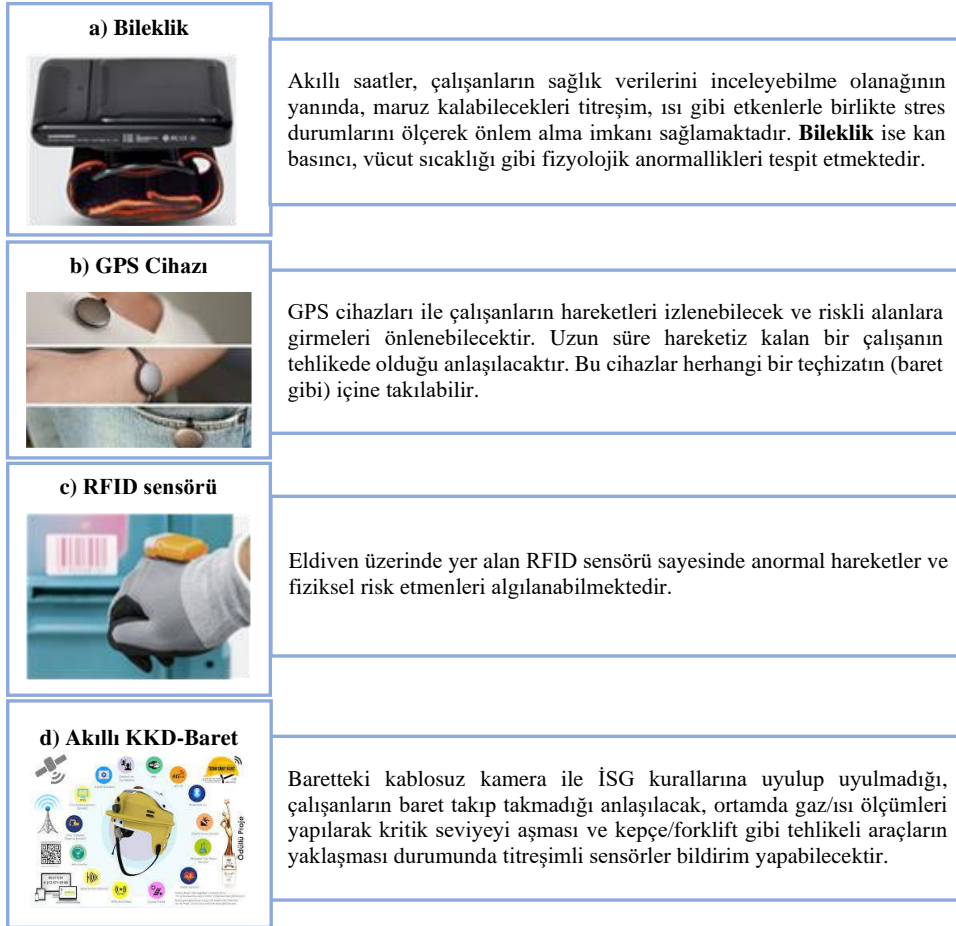 a) Bileklik
Akıllı saatler, çalışanların sağlık verilerini inceleyebilme olanağının
yanında, maruz kalabilecekleri titreşim, ısı gibi etkenlerle birlikte stres
durumlarını ölçerek önlem alma imkanı sağlamaktadır. Bileklik ise kan
basıncı, vücut sıcaklığı gibi fizyolojik anormallikleri tespit etmektedir.
b) GPS Cihazı
GPS cihazları ile çalışanların hareketleri izlenebilecek ve riskli alanlara
girmeleri önlenebilecektir. Uzun süre hareketiz kalan bir çalışanın
tehlikede olduğu anlaşılacaktır. Bu cihazlar herhangi bir teçhizatın (baret
gibi) içine takılabilir.
c) RFID sensörü
Eldiven üzerinde yer alan RFID sensörü sayesinde anormal hareketler ve
fiziksel risk etmenleri algılanabilmektedir.
d) Akıllı KKD-Baret
Ödüllü Proje
Baretteki kablosuz kamera ile İSG kurallarına uyulup uyulmadığı,
çalışanların baret takıp takmadığı anlaşılacak, ortamda gaz/ısı ölçümleri
yapılarak kritik seviyeyi aşması ve kepçe/forklift gibi tehlikeli araçların
yaklaşması durumunda titreşimli sensörler bildirim yapabilecektir.